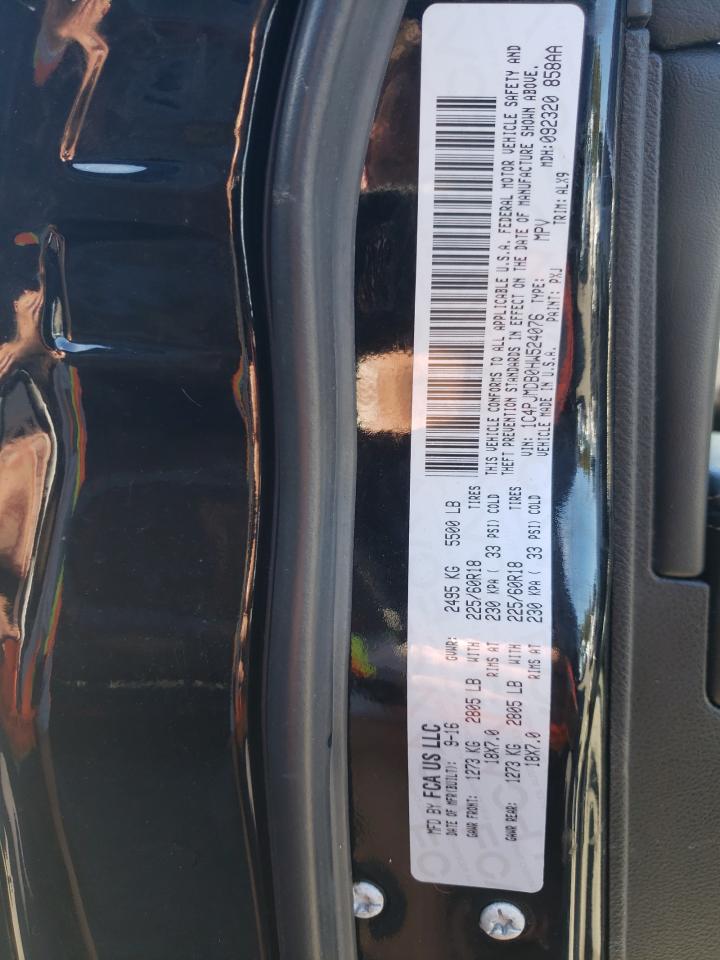 MFD BY FCA US LLC
DATE OF MFR(BUILT): 9-16 GVWR: 2495 KG 5500 LB
GAWR FRONT: 1273 KG 2805 LB WITH 225/60R18 TIRES
18X7.0 RIMS AT 230 KPA ( 33 PSI) COLD
GAWR REAR: 1273 KG 2805 LB WITH 225/60R18 TIRES
18X7.0 RIMS AT 230 KPA ( 33 PSI) COLD
THIS VEHICLE CONFORMS TO ALL APPLICABLE U.S.A. FEDERAL MOTOR VEHICLE SAFETY AND
THEFT PREVENTION STANDARDS IN EFFECT ON THE DATE OF MANUFACTURE SHOWN ABOVE.
VIN: 1C4PJMDB0HW524076 TYPE: MPV MDH:092320 858AA
VEHICLE MADE IN U.S.A. PAINT: PXJ TRIM: ALX9